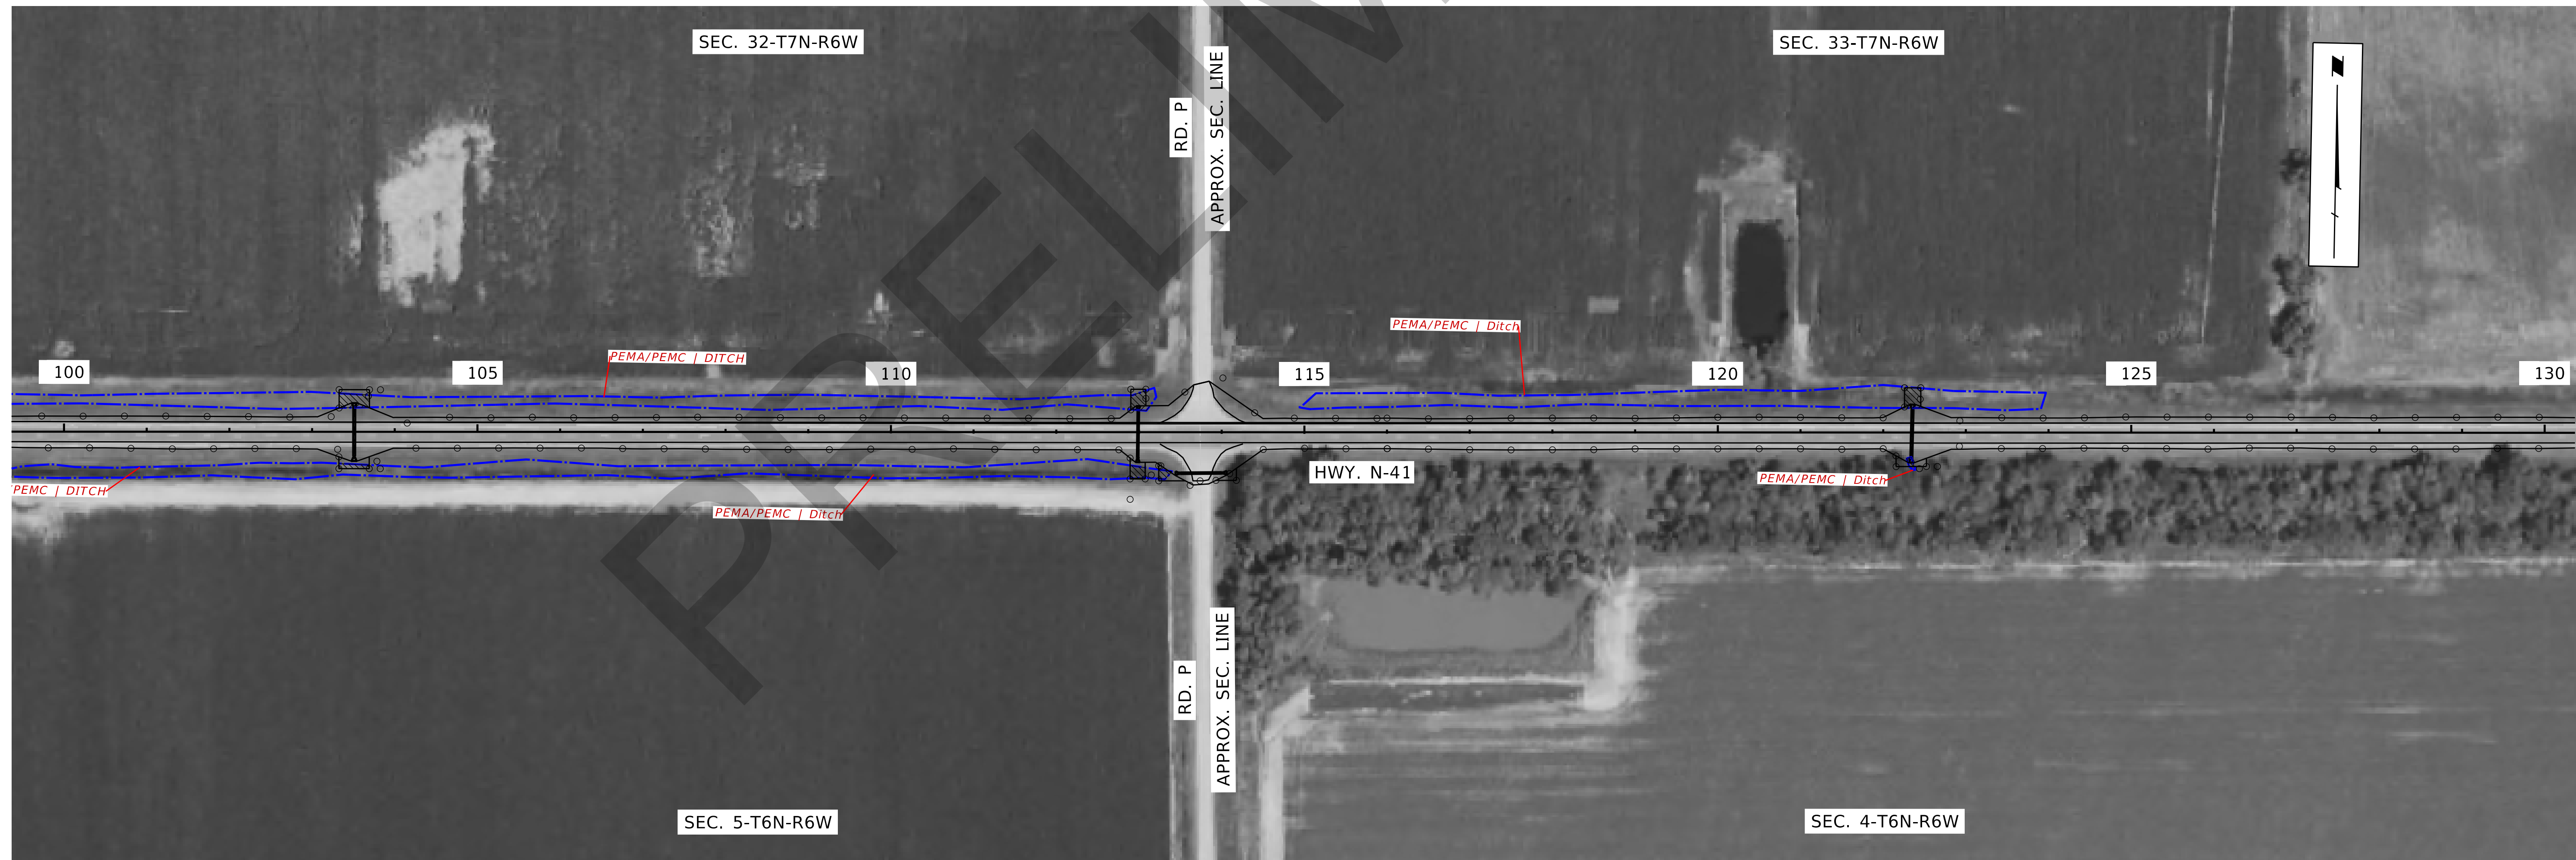 SEC. 32-T7N-R6W
SEC. 33-T7N-R6W
RD. P
APPROX. SEC. LINE
N
PEMA/PEMC | DITCH
PEMA/PEMC | Ditch
100
105
110
115
120
125
130
HWY. N-41
PEMC | DITCH
PEMA/PEMC | Ditch
PEMA/PEMC | Ditch
RD. P
APPROX. SEC. LINE
SEC. 5-T6N-R6W
SEC. 4-T6N-R6W
PRELIM